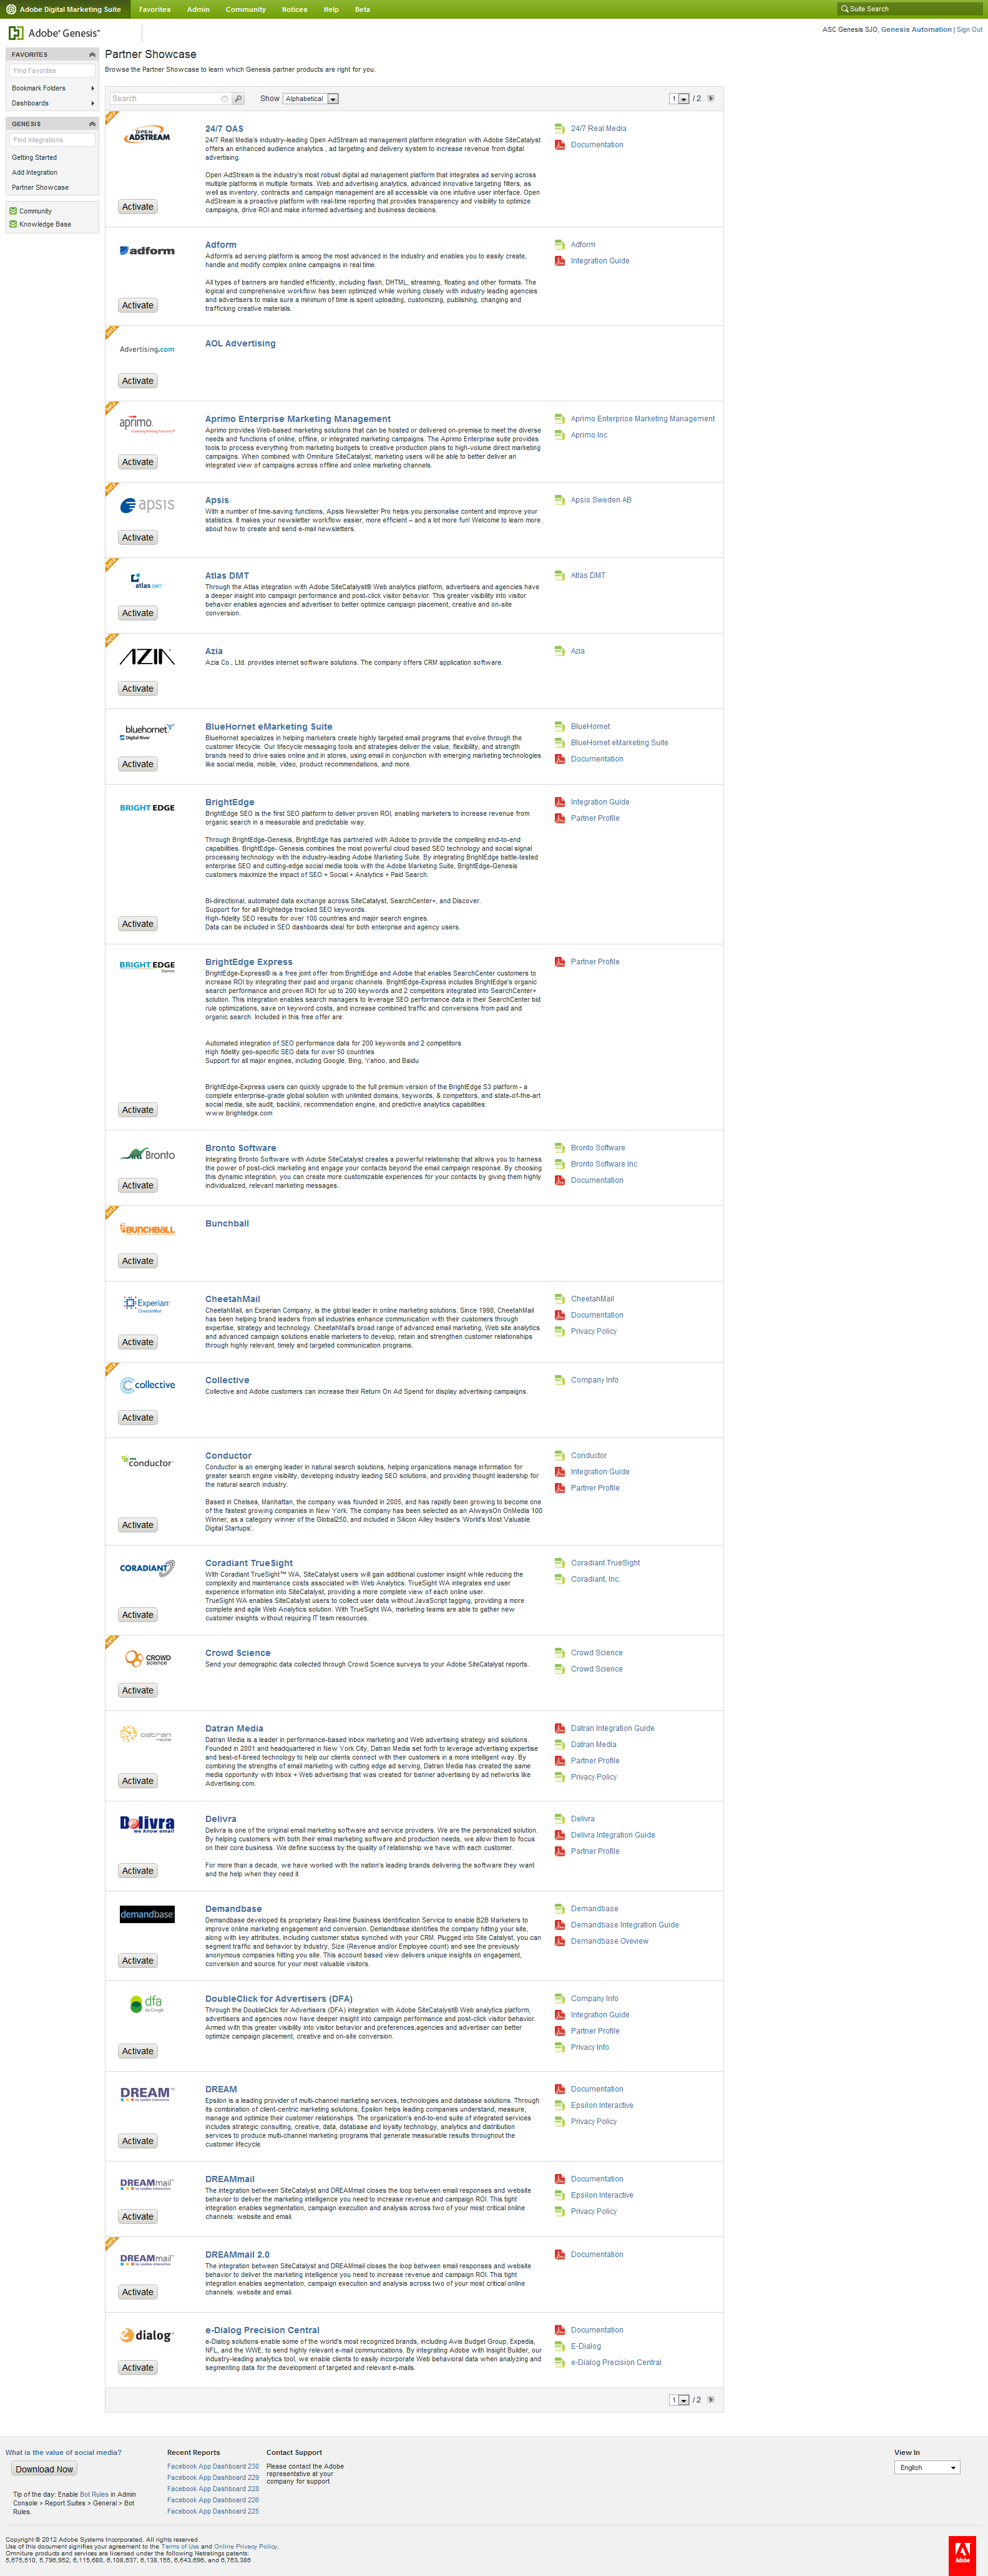 Adobe Digital Marketing Suite Favorites Admin Community Notices Help Beta Suite Search
Adobe® Genesis™
ASC Genesis SJO, Genesis Automation | Sign Out
FAVORITES
Find Favorites
Bookmark Folders
Dashboards
GENESIS
Find Integrations
Getting Started
Add Integration
Partner Showcase
Community
Knowledge Base
Partner Showcase
Browse the Partner Showcase to learn which Genesis partner products are right for you.
Search Show Alphabetical 1 / 2
OPEN ADSTREAM
Activate
24/7 OAS
24/7 Real Media's industry-leading Open AdStream ad management platform integration with Adobe SiteCatalyst
offers an enhanced audience analytics , ad targeting and delivery system to increase revenue from digital
advertising.
Open AdStream is the industry's most robust digital ad management platform that integrates ad serving across
multiple platforms in multiple formats. Web and advertising analytics, advanced innovative targeting filters, as
well as inventory, contracts and campaign management are all accessible via one intuitive user interface. Open
AdStream is a proactive platform with real-time reporting that provides transparency and visibility to optimize
campaigns, drive ROI and make informed advertising and business decisions.
24/7 Real Media
Documentation
adform
Activate
Adform
Adform's ad serving platform is among the most advanced in the industry and enables you to easily create,
handle and modify complex online campaigns in real time.
All types of banners are handled efficiently, including flash, DHTML, streaming, floating and other formats. The
logical and comprehensive workflow has been optimized while working closely with industry leading agencies
and advertisers to make sure a minimum of time is spent uploading, customizing, publishing, changing and
trafficking creative materials.
Adform
Integration Guide
Advertising.com
Activate
AOL Advertising
aprimo.
Activate
Aprimo Enterprise Marketing Management
Aprimo provides Web-based marketing solutions that can be hosted or delivered on-premise to meet the diverse
needs and functions of online, offline, or integrated marketing campaigns. The Aprimo Enterprise suite provides
tools to process everything from marketing budgets to creative production plans to high-volume direct marketing
campaigns. When combined with Omniture SiteCatalyst, marketing users will be able to better deliver an
integrated view of campaigns across offline and online marketing channels.
Aprimo Enterprise Marketing Management
Aprimo Inc
apsis
Activate
Apsis
With a number of time-saving functions, Apsis Newsletter Pro helps you personalise content and improve your
statistics. It makes your newsletter workflow easier, more efficient – and a lot more fun! Welcome to learn more
about how to create and send e-mail newsletters.
Apsis Sweden AB
atlas DMT
Activate
Atlas DMT
Through the Atlas integration with Adobe SiteCatalyst® Web analytics platform, advertisers and agencies have
a deeper insight into campaign performance and post-click visitor behavior. This greater visibility into visitor
behavior enables agencies and advertiser to better optimize campaign placement, creative and on-site
conversion.
Atlas DMT
AZIA
Activate
Azia
Azia Co., Ltd. provides internet software solutions. The company offers CRM application software.
Azia
bluehornet
Digital River
Activate
BlueHornet eMarketing Suite
BlueHornet specializes in helping marketers create highly targeted email programs that evolve through the
customer lifecycle. Our lifecycle messaging tools and strategies deliver the value, flexibility, and strength
brands need to drive sales online and in stores, using email in conjunction with emerging marketing technologies
like social media, mobile, video, product recommendations, and more.
BlueHornet
BlueHornet eMarketing Suite
Documentation
BRIGHT EDGE
Activate
BrightEdge
BrightEdge SEO is the first SEO platform to deliver proven ROI, enabling marketers to increase revenue from
organic search in a measurable and predictable way.
Through BrightEdge-Genesis, BrightEdge has partnered with Adobe to provide the compelling end-to-end
capabilities. BrightEdge- Genesis combines the most powerful cloud based SEO technology and social signal
processing technology with the industry-leading Adobe Marketing Suite. By integrating BrightEdge battle-tested
enterprise SEO and cutting-edge social media tools with the Adobe Marketing Suite, BrightEdge-Genesis
customers maximize the impact of SEO + Social + Analytics + Paid Search.
Bi-directional, automated data exchange across SiteCatalyst, SearchCenter+, and Discover.
Support for for all Brightedge tracked SEO keywords.
High-fidelity SEO results for over 100 countries and major search engines.
Data can be included in SEO dashboards ideal for both enterprise and agency users.
Integration Guide
Partner Profile
BRIGHT EDGE
Express
Activate
BrightEdge Express
BrightEdge-Express® is a free joint offer from BrightEdge and Adobe that enables SearchCenter customers to
increase ROI by integrating their paid and organic channels. BrightEdge-Express includes BrightEdge's organic
search performance and proven ROI for up to 200 keywords and 2 competitors integrated into SearchCenter+
solution. This integration enables search managers to leverage SEO performance data in their SearchCenter bid
rule optimizations, save on keyword costs, and increase combined traffic and conversions from paid and
organic search. Included in this free offer are:
Automated integration of SEO performance data for 200 keywords and 2 competitors
High fidelity geo-specific SEO data for over 50 countries
Support for all major engines, including Google, Bing, Yahoo, and Baidu
BrightEdge-Express users can quickly upgrade to the full premium version of the BrightEdge S3 platform - a
complete enterprise-grade global solution with unlimited domains, keywords, & competitors, and state-of-the-art
social media, site audit, backlink, recommendation engine, and predictive analytics capabilities:
www.brightedge.com
Partner Profile
Bronto
Activate
Bronto Software
Integrating Bronto Software with Adobe SiteCatalyst creates a powerful relationship that allows you to harness
the power of post-click marketing and engage your contacts beyond the email campaign response. By choosing
this dynamic integration, you can create more customizable experiences for your contacts by giving them highly
individualized, relevant marketing messages.
Bronto Software
Bronto Software Inc
Documentation
BUNCHBALL
Activate
Bunchball
Experian
CheetahMail
Activate
CheetahMail
CheetahMail, an Experian Company, is the global leader in online marketing solutions. Since 1998, CheetahMail
has been helping brand leaders from all industries enhance communication with their customers through
expertise, strategy and technology. CheetahMail's broad range of advanced email marketing, Web site analytics
and advanced campaign solutions enable marketers to develop, retain and strengthen customer relationships
through highly relevant, timely and targeted communication programs.
CheetahMail
Documentation
Privacy Policy
collective
Activate
Collective
Collective and Adobe customers can increase their Return On Ad Spend for display advertising campaigns.
Company Info
conductor
Activate
Conductor
Conductor is an emerging leader in natural search solutions, helping organizations manage information for
greater search engine visibility, developing industry leading SEO solutions, and providing thought leadership for
the natural search industry.
Based in Chelsea, Manhattan, the company was founded in 2005, and has rapidly been growing to become one
of the fastest growing companies in New York. The company has been selected as an AlwaysOn OnMedia 100
Winner, as a category winner of the Global250, and included in Silicon Alley Insider's 'World's Most Valuable
Digital Startups'.
Conductor
Integration Guide
Partner Profile
CORADIANT
Activate
Coradiant TrueSight
With Coradiant TrueSight™ WA, SiteCatalyst users will gain additional customer insight while reducing the
complexity and maintenance costs associated with Web Analytics. TrueSight WA integrates end user
experience information into SiteCatalyst, providing a more complete view of each online user.
TrueSight WA enables SiteCatalyst users to collect user data without JavaScript tagging, providing a more
complete and agile Web Analytics solution. With TrueSight WA, marketing teams are able to gather new
customer insights without requiring IT team resources.
Coradiant TrueSight
Coradiant, Inc.
CROWD SCIENCE
Activate
Crowd Science
Send your demographic data collected through Crowd Science surveys to your Adobe SiteCatalyst reports.
Crowd Science
Crowd Science
datran media
Activate
Datran Media
Datran Media is a leader in performance-based inbox marketing and Web advertising strategy and solutions.
Founded in 2001 and headquartered in New York City, Datran Media set forth to leverage advertising expertise
and best-of-breed technology to help our clients connect with their customers in a more intelligent way. By
combining the strengths of email marketing with cutting edge ad serving, Datran Media has created the same
media opportunity with Inbox + Web advertising that was created for banner advertising by ad networks like
Advertising.com.
Datran Integration Guide
Datran Media
Partner Profile
Privacy Policy
Delivra
we know email
Activate
Delivra
Delivra is one of the original email marketing software and service providers. We are the personalized solution.
By helping customers with both their email marketing software and production needs, we allow them to focus
on their core business. We define success by the quality of relationship we have with each customer.
For more than a decade, we have worked with the nation's leading brands delivering the software they want
and the help when they need it.
Delivra
Delivra Integration Guide
Partner Profile
demandbase
Activate
Demandbase
Demandbase developed its proprietary Real-time Business Identification Service to enable B2B Marketers to
improve online marketing engagement and conversion. Demandbase identifies the company hitting your site,
along with key attributes, including customer status synched with your CRM. Plugged into Site Catalyst, you can
segment traffic and behavior by Industry, Size (Revenue and/or Employee count) and see the previously
anonymous companies hitting you site. This account based view delivers unique insights on engagement,
conversion and source for your most valuable visitors.
Demandbase
Demandbase Integration Guide
Demandbase Oveview
dfa
by Google
Activate
DoubleClick for Advertisers (DFA)
Through the DoubleClick for Advertisers (DFA) integration with Adobe SiteCatalyst® Web analytics platform,
advertisers and agencies now have deeper insight into campaign performance and post-click visitor behavior.
Armed with this greater visibility into visitor behavior and preferences,agencies and advertiser can better
optimize campaign placement, creative and on-site conversion.
Company Info
Integration Guide
Partner Profile
Privacy Info
DREAM
Activate
DREAM
Epsilon is a leading provider of multi-channel marketing services, technologies and database solutions. Through
its combination of client-centric marketing solutions, Epsilon helps leading companies understand, measure,
manage and optimize their customer relationships. The organization's end-to-end suite of integrated services
includes strategic consulting, creative, data, database and loyalty technology, analytics and distribution
services to produce multi-channel marketing programs that generate measurable results throughout the
customer lifecycle.
Documentation
Epsilon Interactive
Privacy Policy
DREAMmail
Activate
DREAMmail
The integration between SiteCatalyst and DREAMmail closes the loop between email responses and website
behavior to deliver the marketing intelligence you need to increase revenue and campaign ROI. This tight
integration enables segmentation, campaign execution and analysis across two of your most critical online
channels: website and email.
Documentation
Epsilon Interactive
Privacy Policy
DREAMmail
Activate
DREAMmail 2.0
The integration between SiteCatalyst and DREAMmail closes the loop between email responses and website
behavior to deliver the marketing intelligence you need to increase revenue and campaign ROI. This tight
integration enables segmentation, campaign execution and analysis across two of your most critical online
channels: website and email.
Documentation
e dialog
Activate
e-Dialog Precision Central
e-Dialog solutions enable some of the world's most recognized brands, including Avis Budget Group, Expedia,
NFL, and the WWE, to send highly relevant e-mail communications. By integrating Adobe with Insight Builder, our
industry-leading analytics tool, we enable clients to easily incorporate Web behavioral data when analyzing and
segmenting data for the development of targeted and relevant e-mails.
Documentation
E-Dialog
e-Dialog Precision Central
1 / 2
What is the value of social media?
Download Now
Tip of the day: Enable Bot Rules in Admin
Console > Report Suites > General > Bot
Rules.
Recent Reports
Facebook App Dashboard 230
Facebook App Dashboard 229
Facebook App Dashboard 228
Facebook App Dashboard 226
Facebook App Dashboard 225
Contact Support
Please contact the Adobe
representative at your
company for support
View In
English
Copyright © 2012 Adobe Systems Incorporated. All rights reserved.
Use of this document signifies your agreement to the Terms of Use and Online Privacy Policy.
Omniture products and services are licensed under the following Netratings patents:
5,675,510, 5,796,952, 6,115,680, 6,108,637, 6,138,155, 6,643,696, and 6,763,386
Adobe